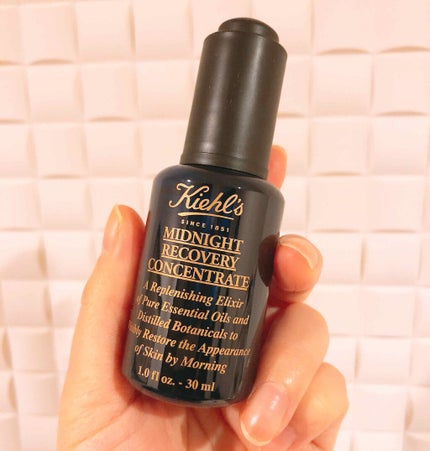 Kiehl's
SINCE 1851
MIDNIGHT
RECOVERY
CONCENTRATE
A Replenishing Elixir
of Pure Essential Oils and
Distilled Botanicals to
Visibly Restore the Appearance
of Skin by Morning
1.0 fl. oz. - 30 ml